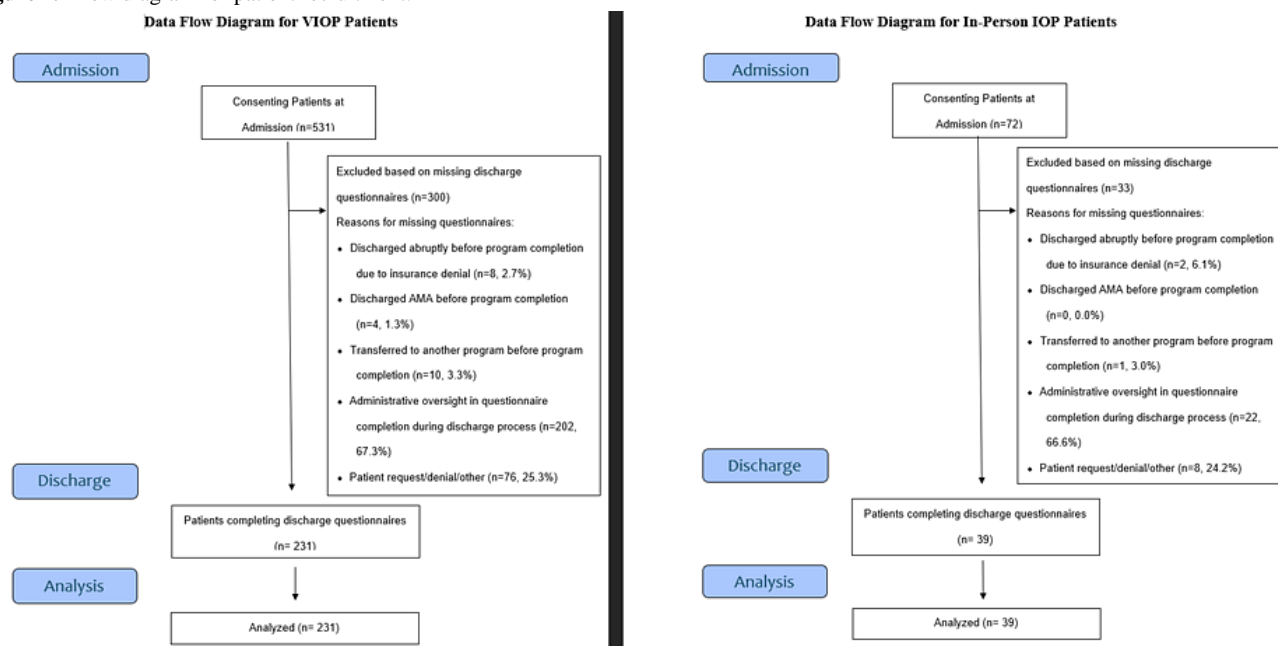 Data Flow Diagram for VIOP Patients
Admission
Consenting Patients at
Admission (n=531)
Excluded based on missing discharge
questionnaires (n=300)
Reasons for missing questionnaires:
• Discharged abruptly before program completion
due to insurance denial (n=8, 2.7%)
• Discharged AMA before program completion
(n=4, 1.3%)
• Transferred to another program before program
completion (n=10, 3.3%)
• Administrative oversight in questionnaire
completion during discharge process (n=202,
67.3%)
• Patient request/denial/other (n=76, 25.3%)
Discharge
Patients completing discharge questionnaires
(n= 231)
Analysis
Analyzed (n= 231)
Data Flow Diagram for In-Person IOP Patients
Admission
Consenting Patients at
Admission (n=72)
Excluded based on missing discharge
questionnaires (n=33)
Reasons for missing questionnaires:
• Discharged abruptly before program completion
due to insurance denial (n=2, 6.1%)
• Discharged AMA before program completion
(n=0, 0.0%)
• Transferred to another program before program
completion (n=1, 3.0%)
• Administrative oversight in questionnaire
completion during discharge process (n=22,
66.6%)
• Patient request/denial/other (n=8, 24.2%)
Discharge
Patients completing discharge questionnaires
(n= 39)
Analysis
Analyzed (n= 39)